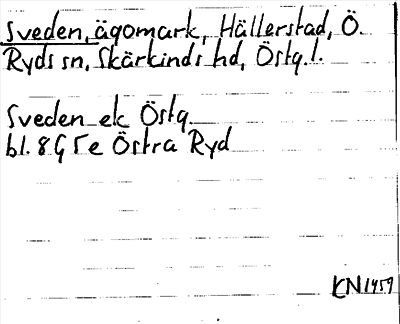 Sveden, ägomark, Hällerstad, Ö.
Ryds sn, Skärkinds hd, Östg.l.
Sveden ek Östg.
bl. 8G5e Östra Ryd
KN1959